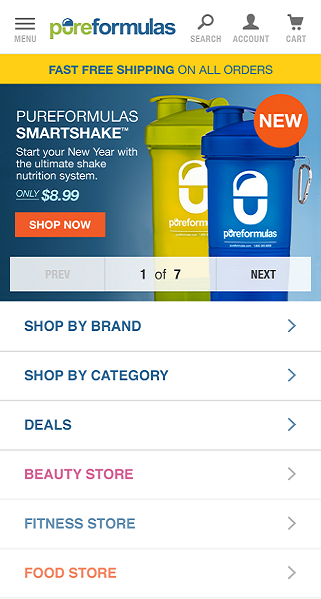 MENU
pureformulas
SEARCH
ACCOUNT
CART
FAST FREE SHIPPING ON ALL ORDERS
PUREFORMULAS
SMARTSHAKE™
Start your New Year with
the ultimate shake
nutrition system.
ONLY $8.99
SHOP NOW
NEW
pureformulas
pureformulas
PREV
1 of 7
NEXT
SHOP BY BRAND
SHOP BY CATEGORY
DEALS
BEAUTY STORE
FITNESS STORE
FOOD STORE